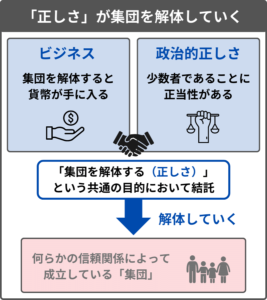 「正しさ」が集団を解体していく
ビジネス
集団を解体すると
貨幣が手に入る
$
政治的正しさ
少数者であることに
正当性がある
「集団を解体する（正しさ）」
という共通の目的において結託
解体していく
何らかの信頼関係によって
成立している「集団」